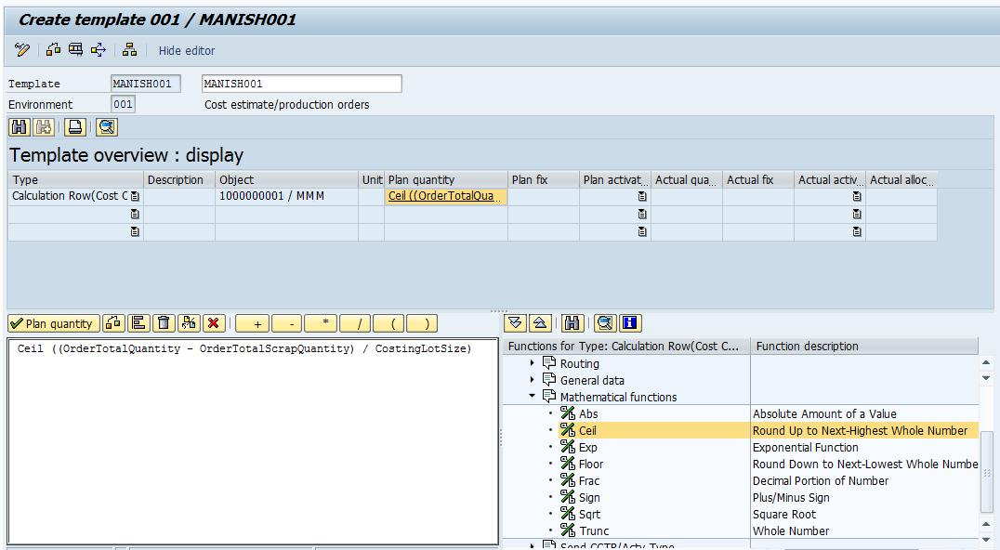 Create template 001 / MANISH001
Hide editor
Template MANISH001 MANISH001
Environment 001 Cost estimate/production orders
Template overview : display
Type Description Object Unit Plan quantity Plan fix Plan activat... Actual qua... Actual fix Actual activ... Actual alloc...
Calculation Row(Cost C 1000000001 / MMM Ceil ((OrderTotalQua...
Plan quantity + - * / ( )
Ceil ((OrderTotalQuantity - OrderTotalScrapQuantity) / CostingLotSize)
Functions for Type: Calculation Row(Cost C... Function description
Routing
General data
Mathematical functions
Abs Absolute Amount of a Value
Ceil Round Up to Next-Highest Whole Number
Exp Exponential Function
Floor Round Down to Next-Lowest Whole Numbe
Frac Decimal Portion of Number
Sign Plus/Minus Sign
Sqrt Square Root
Trunc Whole Number
Send CCTR/Acty Type